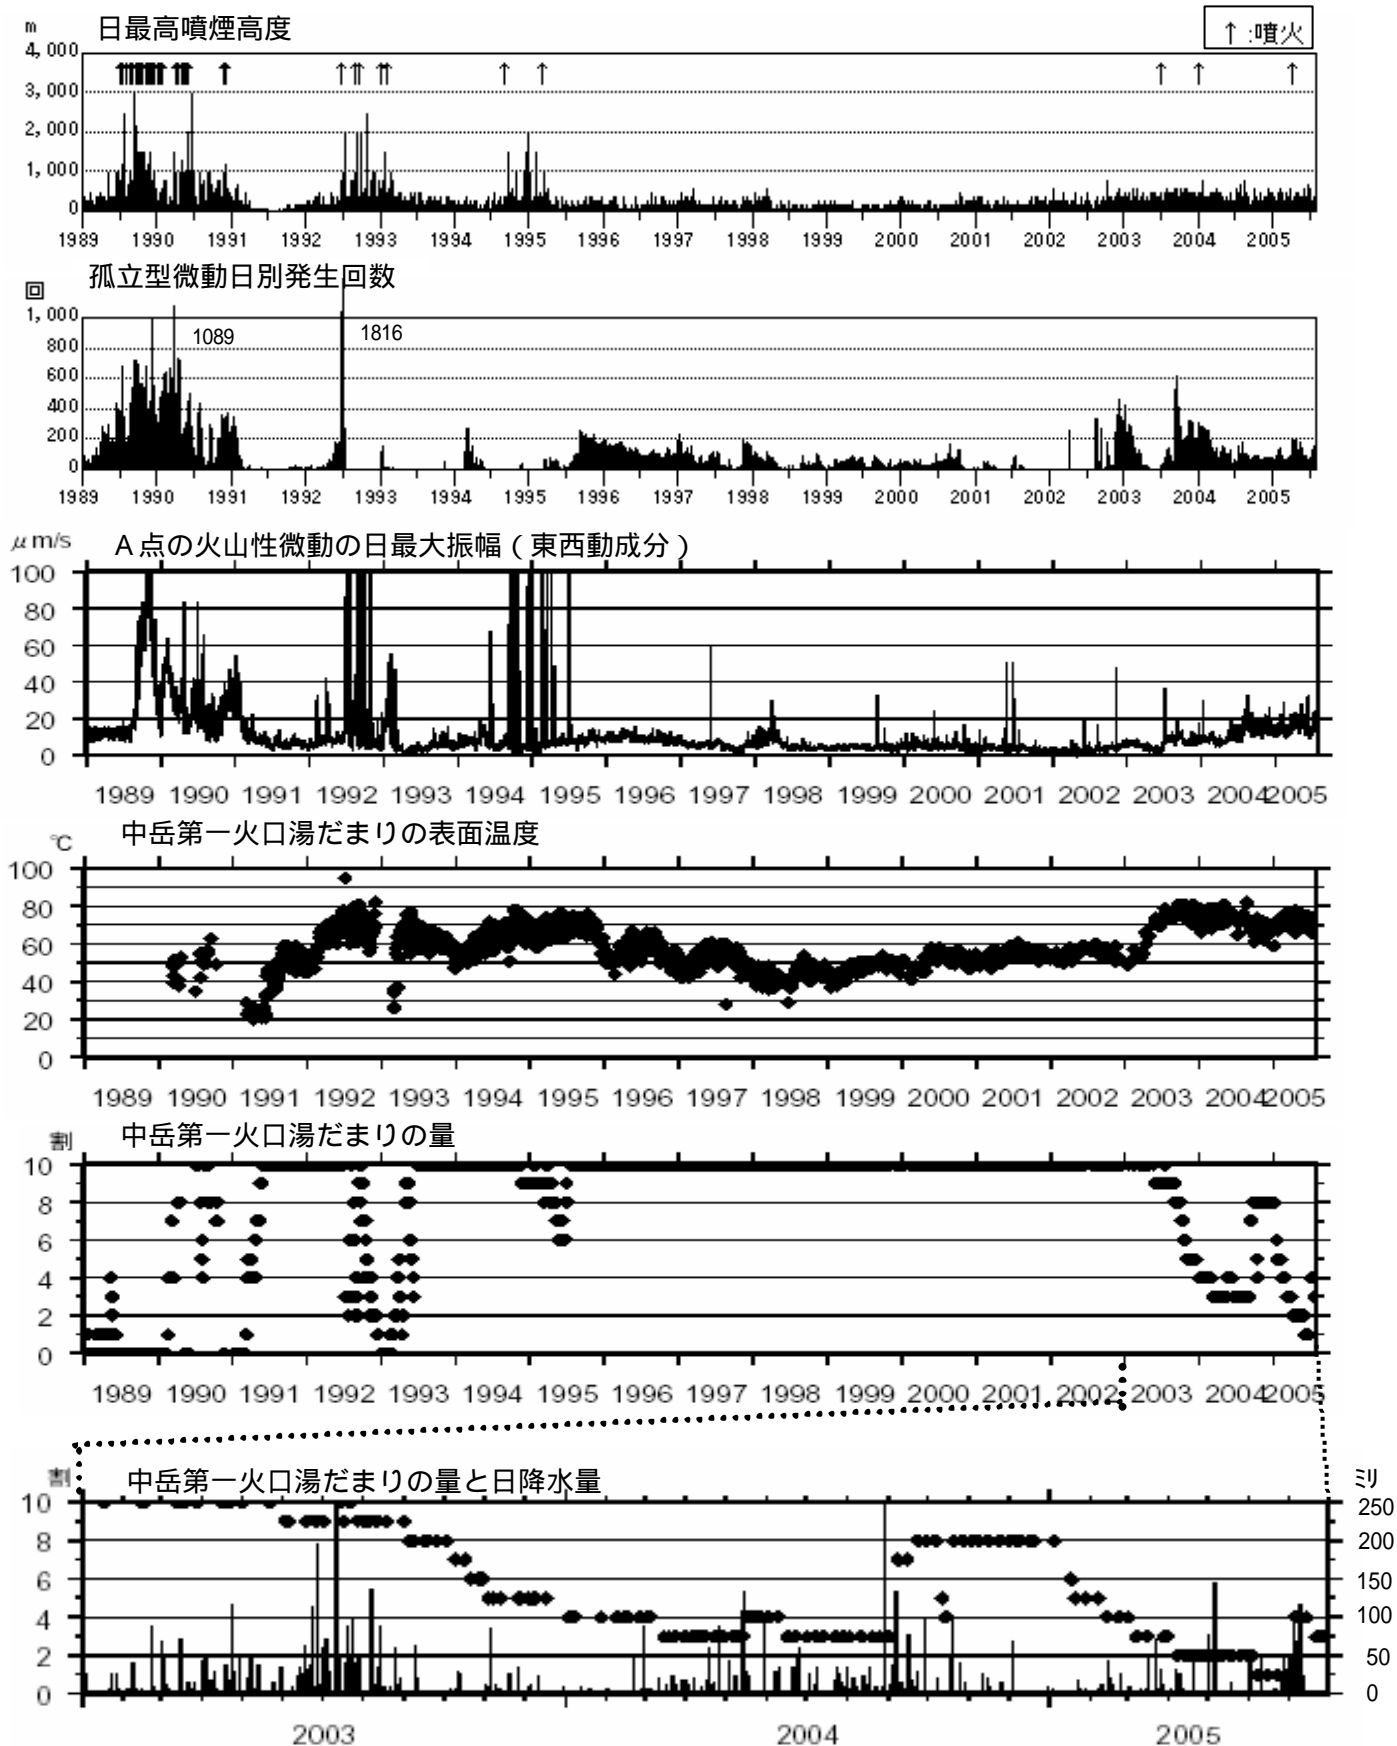 m 日最高噴煙高度
↑ :噴火
4,000
3,000
2,000
1,000
0
1989 1990 1991 1992 1993 1994 1995 1996 1997 1998 1999 2000 2001 2002 2003 2004 2005
回 孤立型微動日別発生回数
1,000
1089 1816
800
600
400
200
0
1989 1990 1991 1992 1993 1994 1995 1996 1997 1998 1999 2000 2001 2002 2003 2004 2005
μm/s A点の火山性微動の日最大振幅(東西動成分)
100
80
60
40
20
0
1989 1990 1991 1992 1993 1994 1995 1996 1997 1998 1999 2000 2001 2002 2003 2004 2005
℃ 中岳第一火口湯だまりの表面温度
100
80
60
40
20
0
1989 1990 1991 1992 1993 1994 1995 1996 1997 1998 1999 2000 2001 2002 2003 2004 2005
割 中岳第一火口湯だまりの量
10
8
6
4
2
0
1989 1990 1991 1992 1993 1994 1995 1996 1997 1998 1999 2000 2001 2002 2003 2004 2005
割 中岳第一火口湯だまりの量と日降水量 ミリ
10 250
8 200
6 150
4 100
2 50
0 0
2003 2004 2005